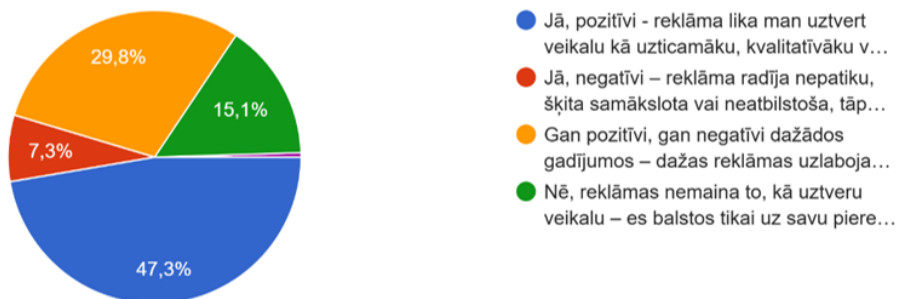 29,8%
15,1%
7,3%
47,3%
Jā, pozitīvi - reklāma lika man uztvert
veikalu kā uzticamāku, kvalitatīvāku v…
Jā, negatīvi – reklāma radīja nepatiku,
šķita samākslota vai neatbilstoša, tāp…
Gan pozitīvi, gan negatīvi dažādos
gadījumos – dažas reklāmas uzlaboja…
Nē, reklāmas nemaina to, kā uztveru
veikalu – es balstos tikai uz savu piere…